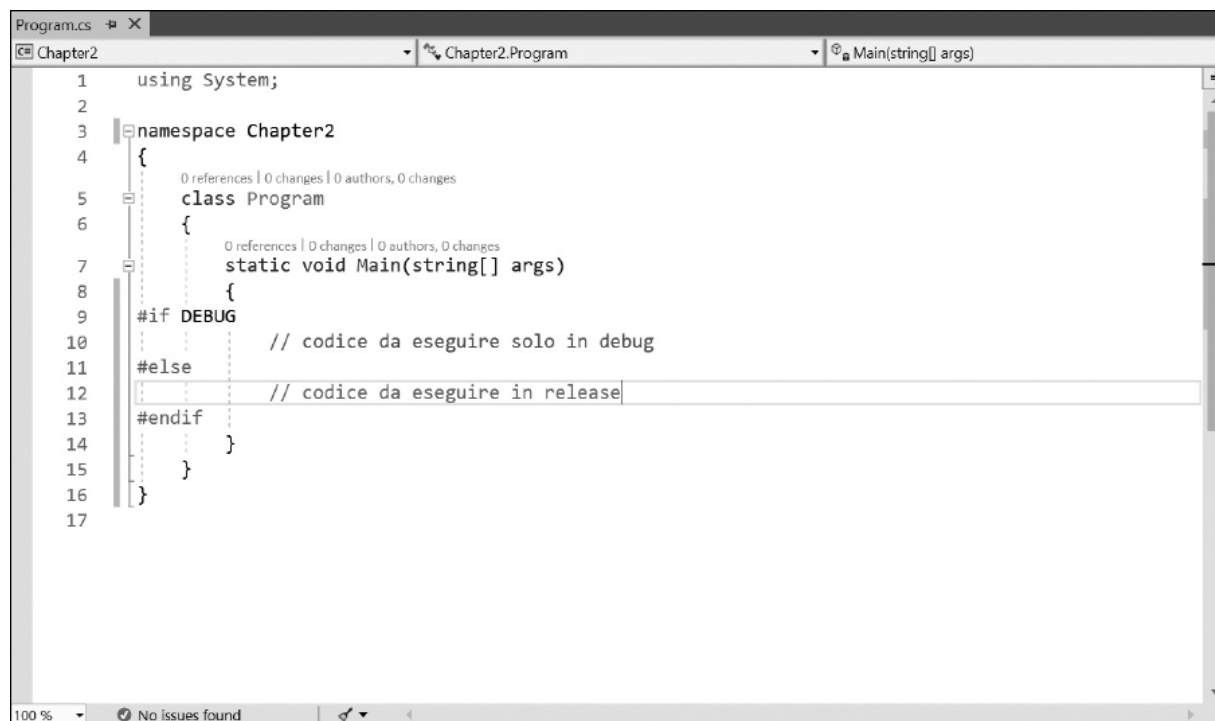 Program.cs
C# Chapter2 Chapter2.Program Main(string[] args)
1 using System;
2
3 namespace Chapter2
4 {
0 references | 0 changes | 0 authors, 0 changes
5 class Program
6 {
0 references | 0 changes | 0 authors, 0 changes
7 static void Main(string[] args)
8 {
9 #if DEBUG
10 // codice da eseguire solo in debug
11 #else
12 // codice da eseguire in release
13 #endif
14 }
15 }
16 }
17
100 % No issues found